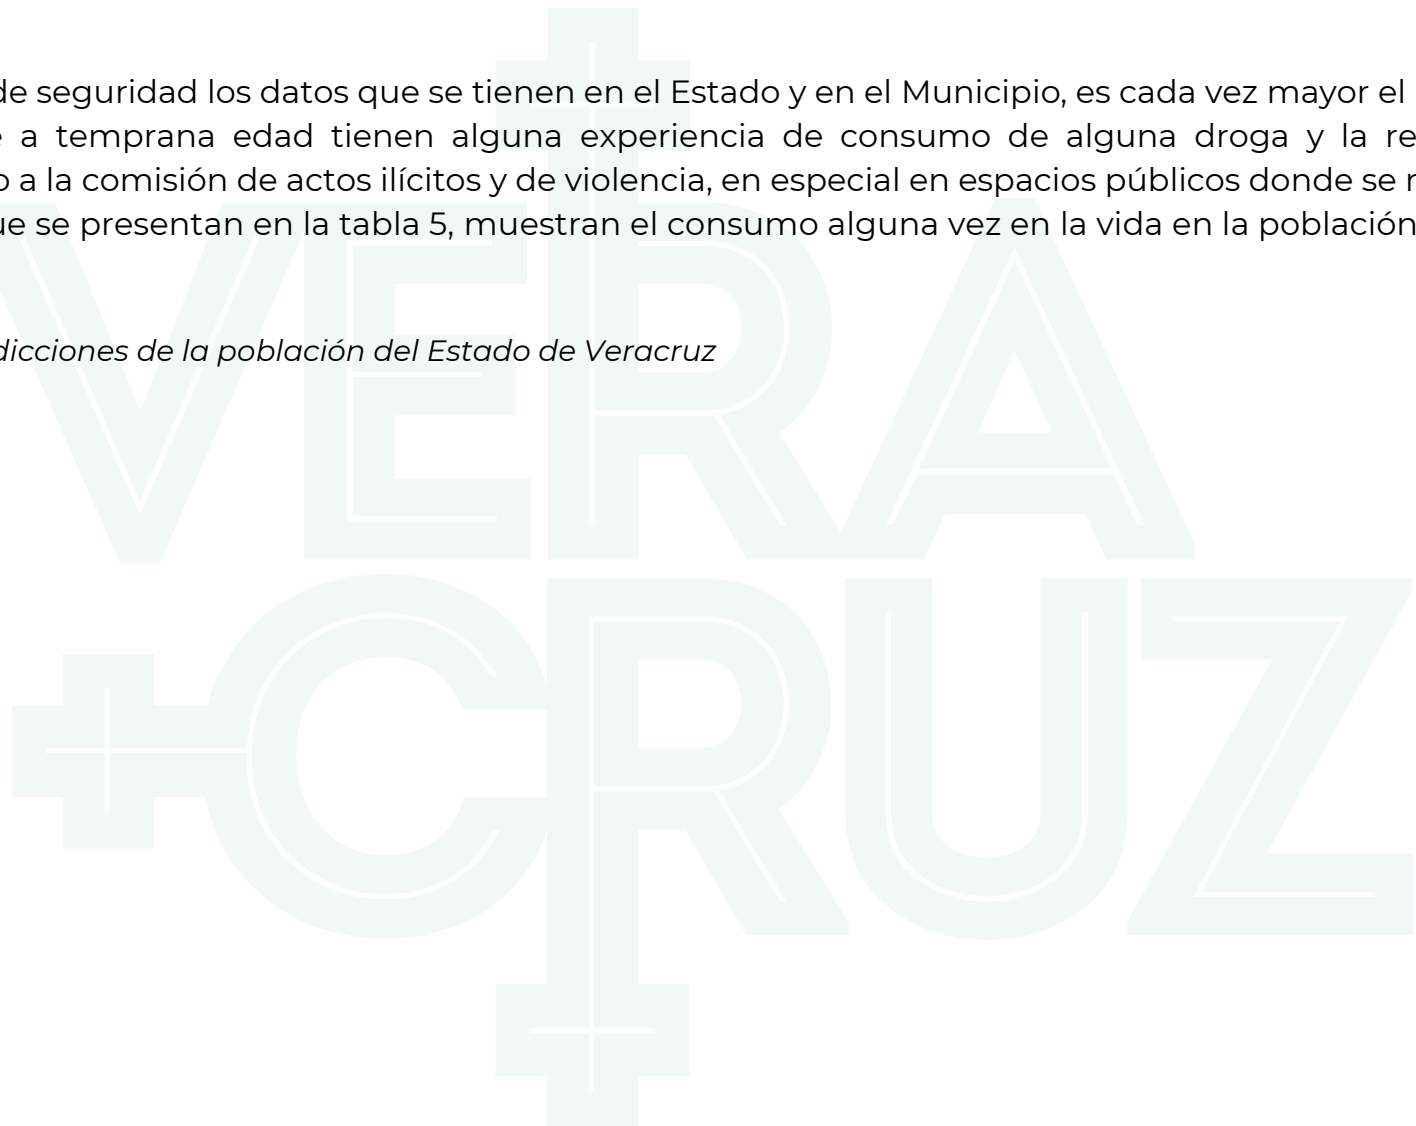 de seguridad los datos que se tienen en el Estado y en el Municipio, es cada vez mayor el
a temprana edad tienen alguna experiencia de consumo de alguna droga y la re
o a la comisión de actos ilícitos y de violencia, en especial en espacios públicos donde se
ue se presentan en la tabla 5, muestran el consumo alguna vez en la vida en la población
dicciones de la población del Estado de Veracruz
VERA
CRUZ